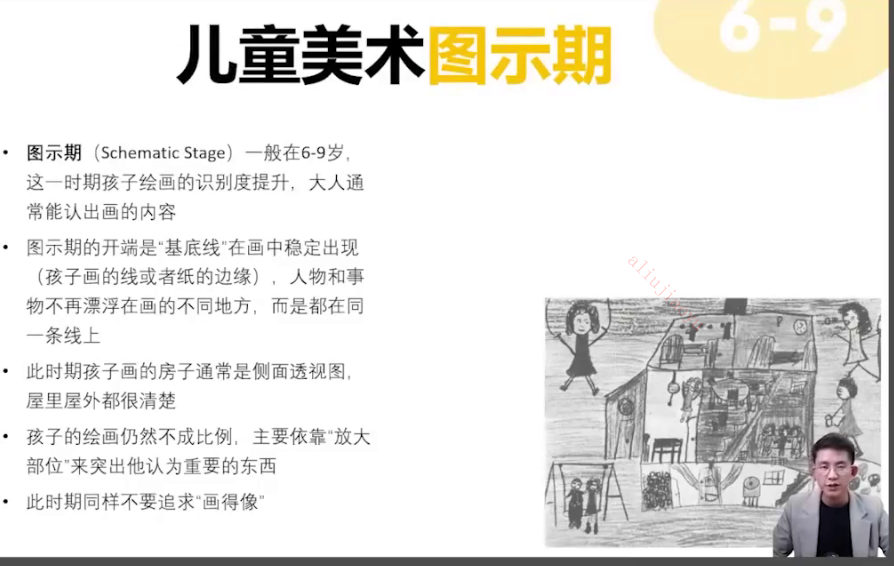 儿童美术图示期
6-9
• 图示期（Schematic Stage）一般在6-9岁，
这一时期孩子绘画的识别度提升，大人通
常能认出画的内容
• 图示期的开端是“基底线”在画中稳定出现
（孩子画的线或者纸的边缘），人物和事
物不再漂浮在画的不同地方，而是都在同
一条线上
• 此时期孩子画的房子通常是侧面透视图，
屋里屋外都很清楚
• 孩子的绘画仍然不成比例，主要依靠“放大
部位”来突出他认为重要的东西
• 此时期同样不要追求“画得像”